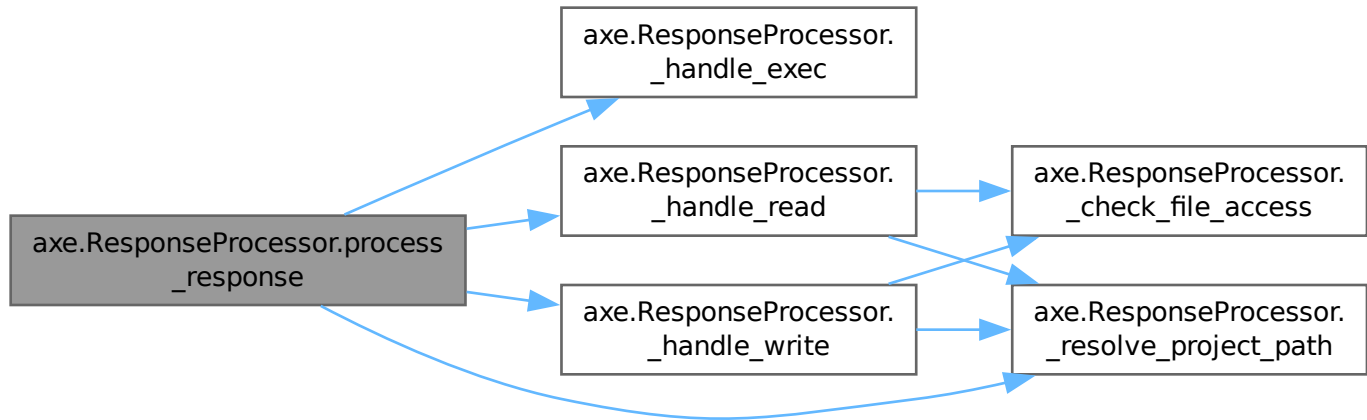 axe.ResponseProcessor.process
_response
axe.ResponseProcessor.
_handle_exec
axe.ResponseProcessor.
_handle_read
axe.ResponseProcessor.
_handle_write
axe.ResponseProcessor.
_check_file_access
axe.ResponseProcessor.
_resolve_project_path